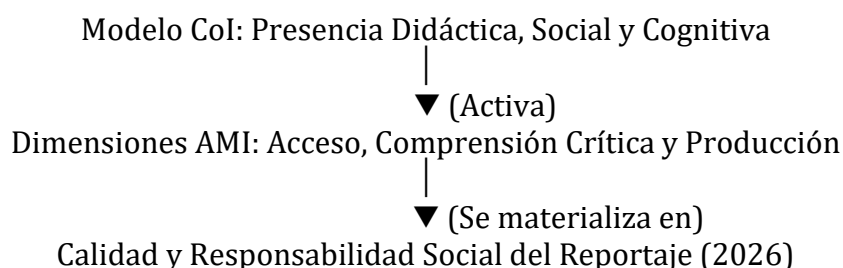 Modelo CoI: Presencia Didáctica, Social y Cognitiva
▼ (Activa)
Dimensiones AMI: Acceso, Comprensión Crítica y Producción
▼ (Se materializa en)
Calidad y Responsabilidad Social del Reportaje (2026)